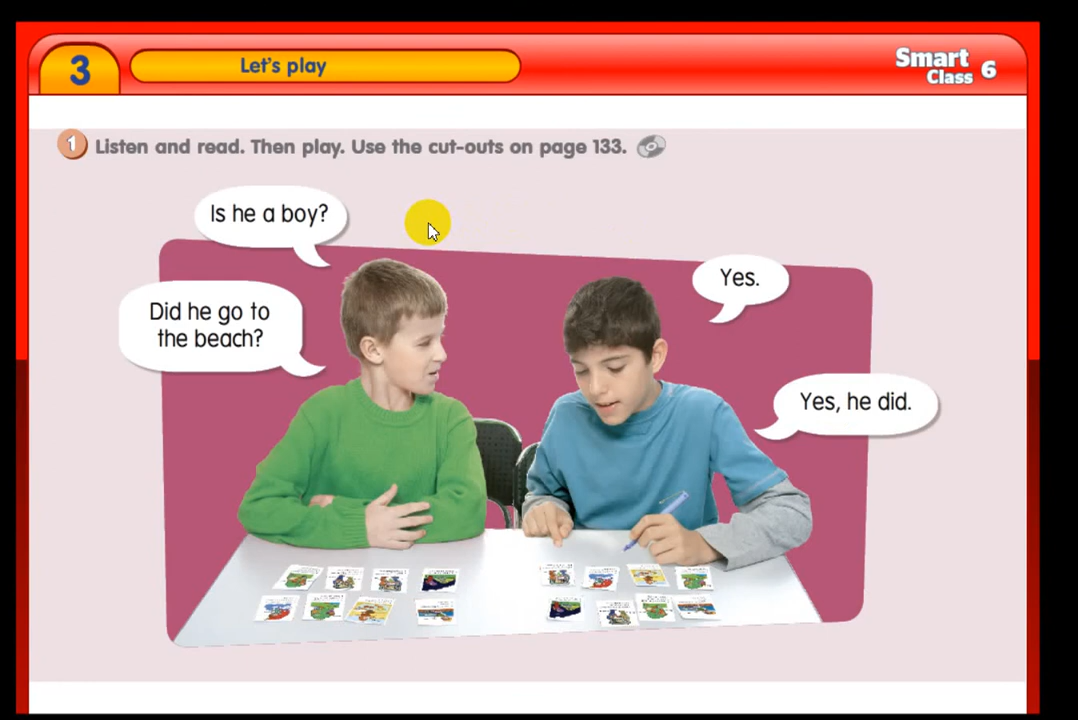 3
Let's play
Smart
Class 6
1 Listen and read. Then play. Use the cut-outs on page 133.
Is he a boy?
Yes.
Did he go to
the beach?
Yes, he did.